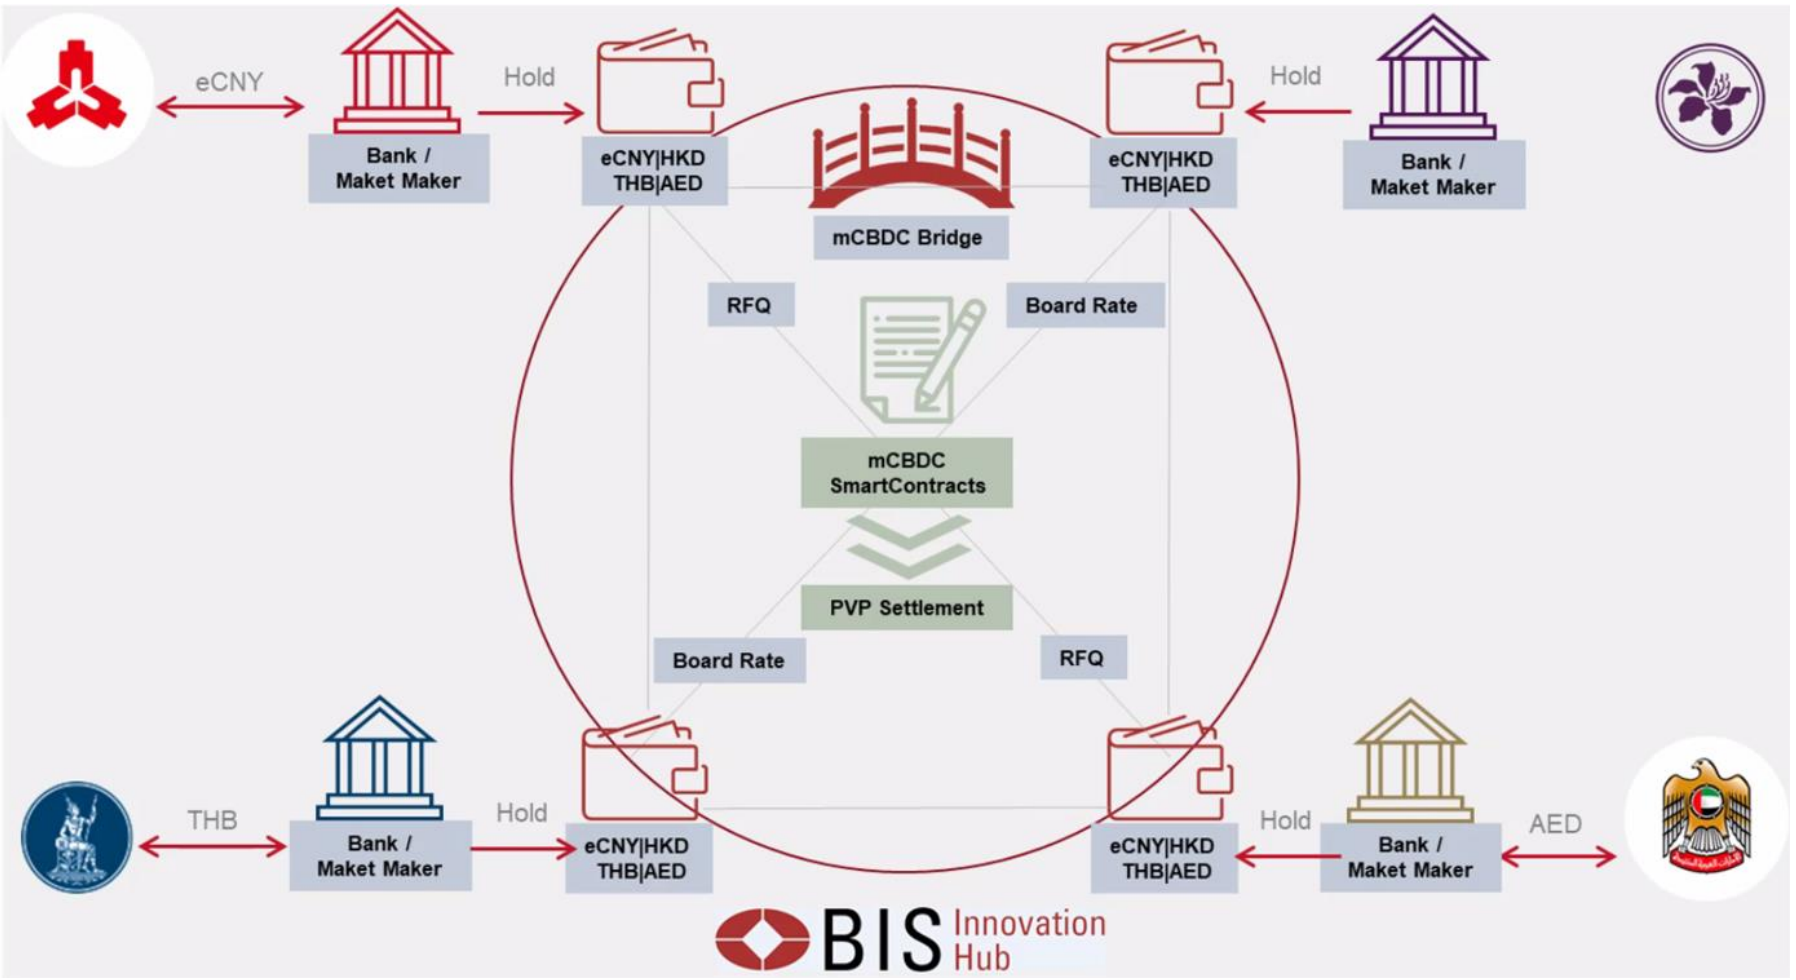 eCNY
Hold
Hold
Bank /
Maket Maker
eCNY|HKD
THB|AED
eCNY|HKD
THB|AED
Bank /
Maket Maker
mCBDC Bridge
RFQ
Board Rate
mCBDC
SmartContracts
PVP Settlement
Board Rate
RFQ
THB
Hold
Hold
AED
Bank /
Maket Maker
eCNY|HKD
THB|AED
eCNY|HKD
THB|AED
Bank /
Maket Maker
BIS Innovation
Hub